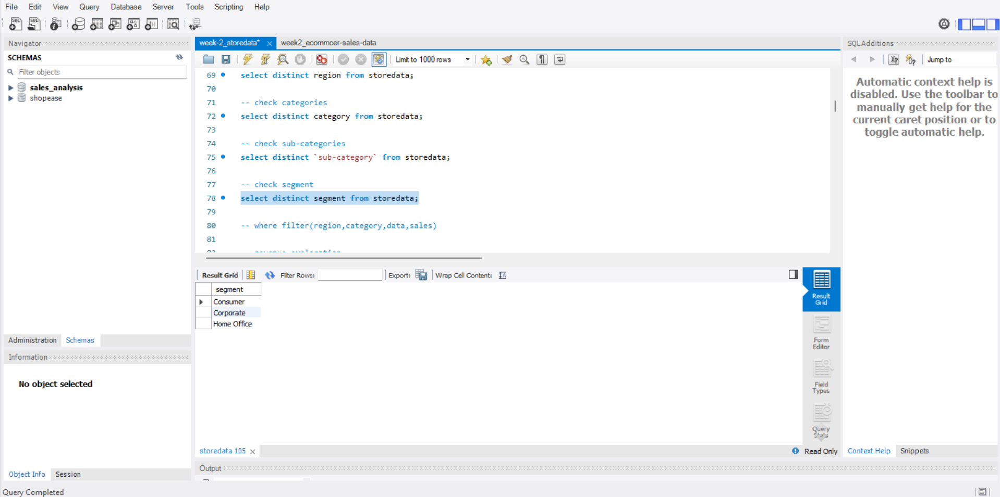 File Edit View Query Database Server Tools Scripting Help
Navigator
SCHEMAS
Filter objects
sales_analysis
shopease
Administration Schemas
Information
No object selected
Object Info Session
week-2_storedata* week2_ecommcer-sales-data
Limit to 1000 rows
69 select distinct region from storedata;
70
71 -- check categories
72 select distinct category from storedata;
73
74 -- check sub-categories
75 select distinct `sub-category` from storedata;
76
77 -- check segment
78 select distinct segment from storedata;
79
80 -- where filter(region,category,data,sales)
81
Result Grid Filter Rows: Export: Wrap Cell Content:
segment
Consumer
Corporate
Home Office
Result
Grid
Form
Editor
Field
Types
Query
Stats
storedata 105 Read Only
Output
SQLAdditions
Jump to
Automatic context help is
disabled. Use the toolbar to
manually get help for the
current caret position or to
toggle automatic help.
Context Help Snippets
Query Completed